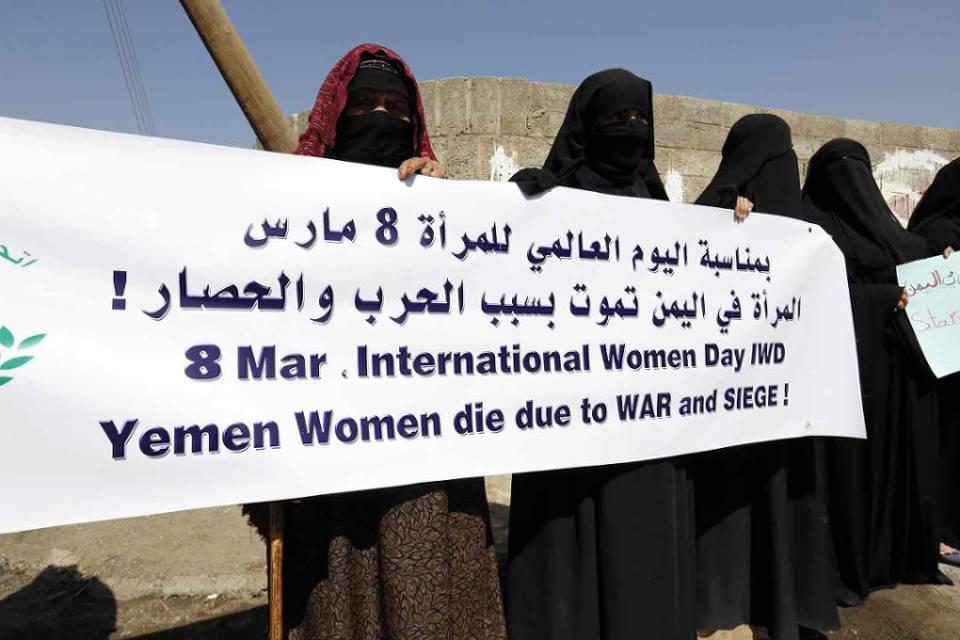 بمناسبة اليوم العالمي للمرأة 8 مارس
المرأة في اليمن تموت بسبب الحرب والحصار !
8 Mar ، International Women Day IWD
Yemen Women die due to WAR and SIEGE !
اليمن